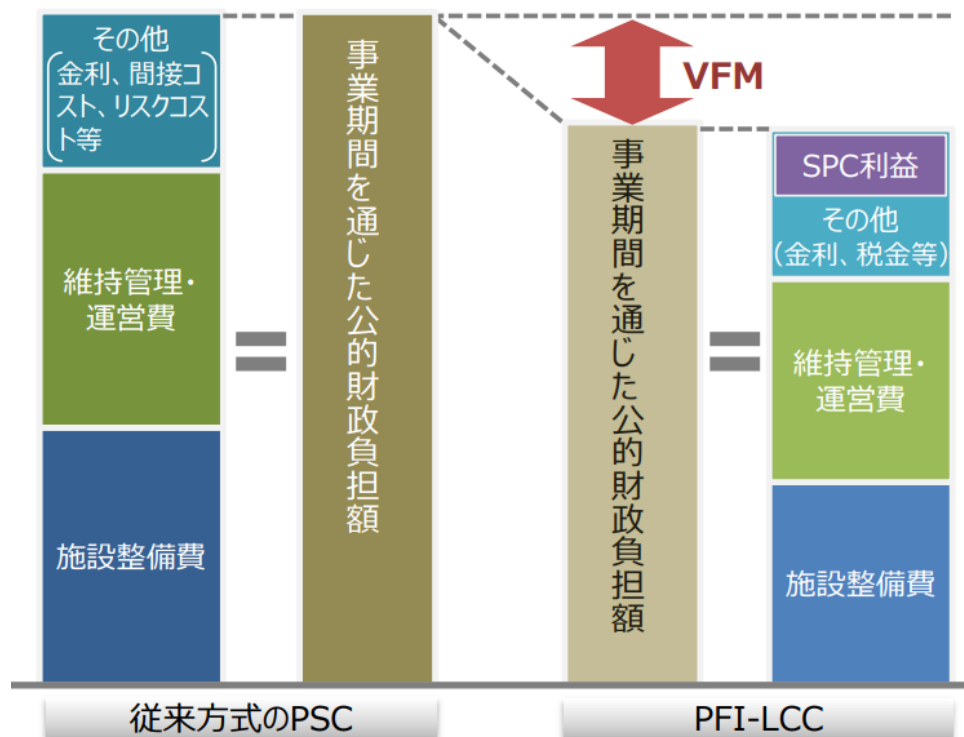 その他
金利、間接コ
スト、リスクコス
ト等
維持管理・
運営費
施設整備費
=
事業期間を通じた公的財政負担額
従来方式のPSC
VFM
事業期間を通じた公的財政負担額
=
SPC利益
その他
(金利、税金等)
維持管理・
運営費
施設整備費
PFI-LCC